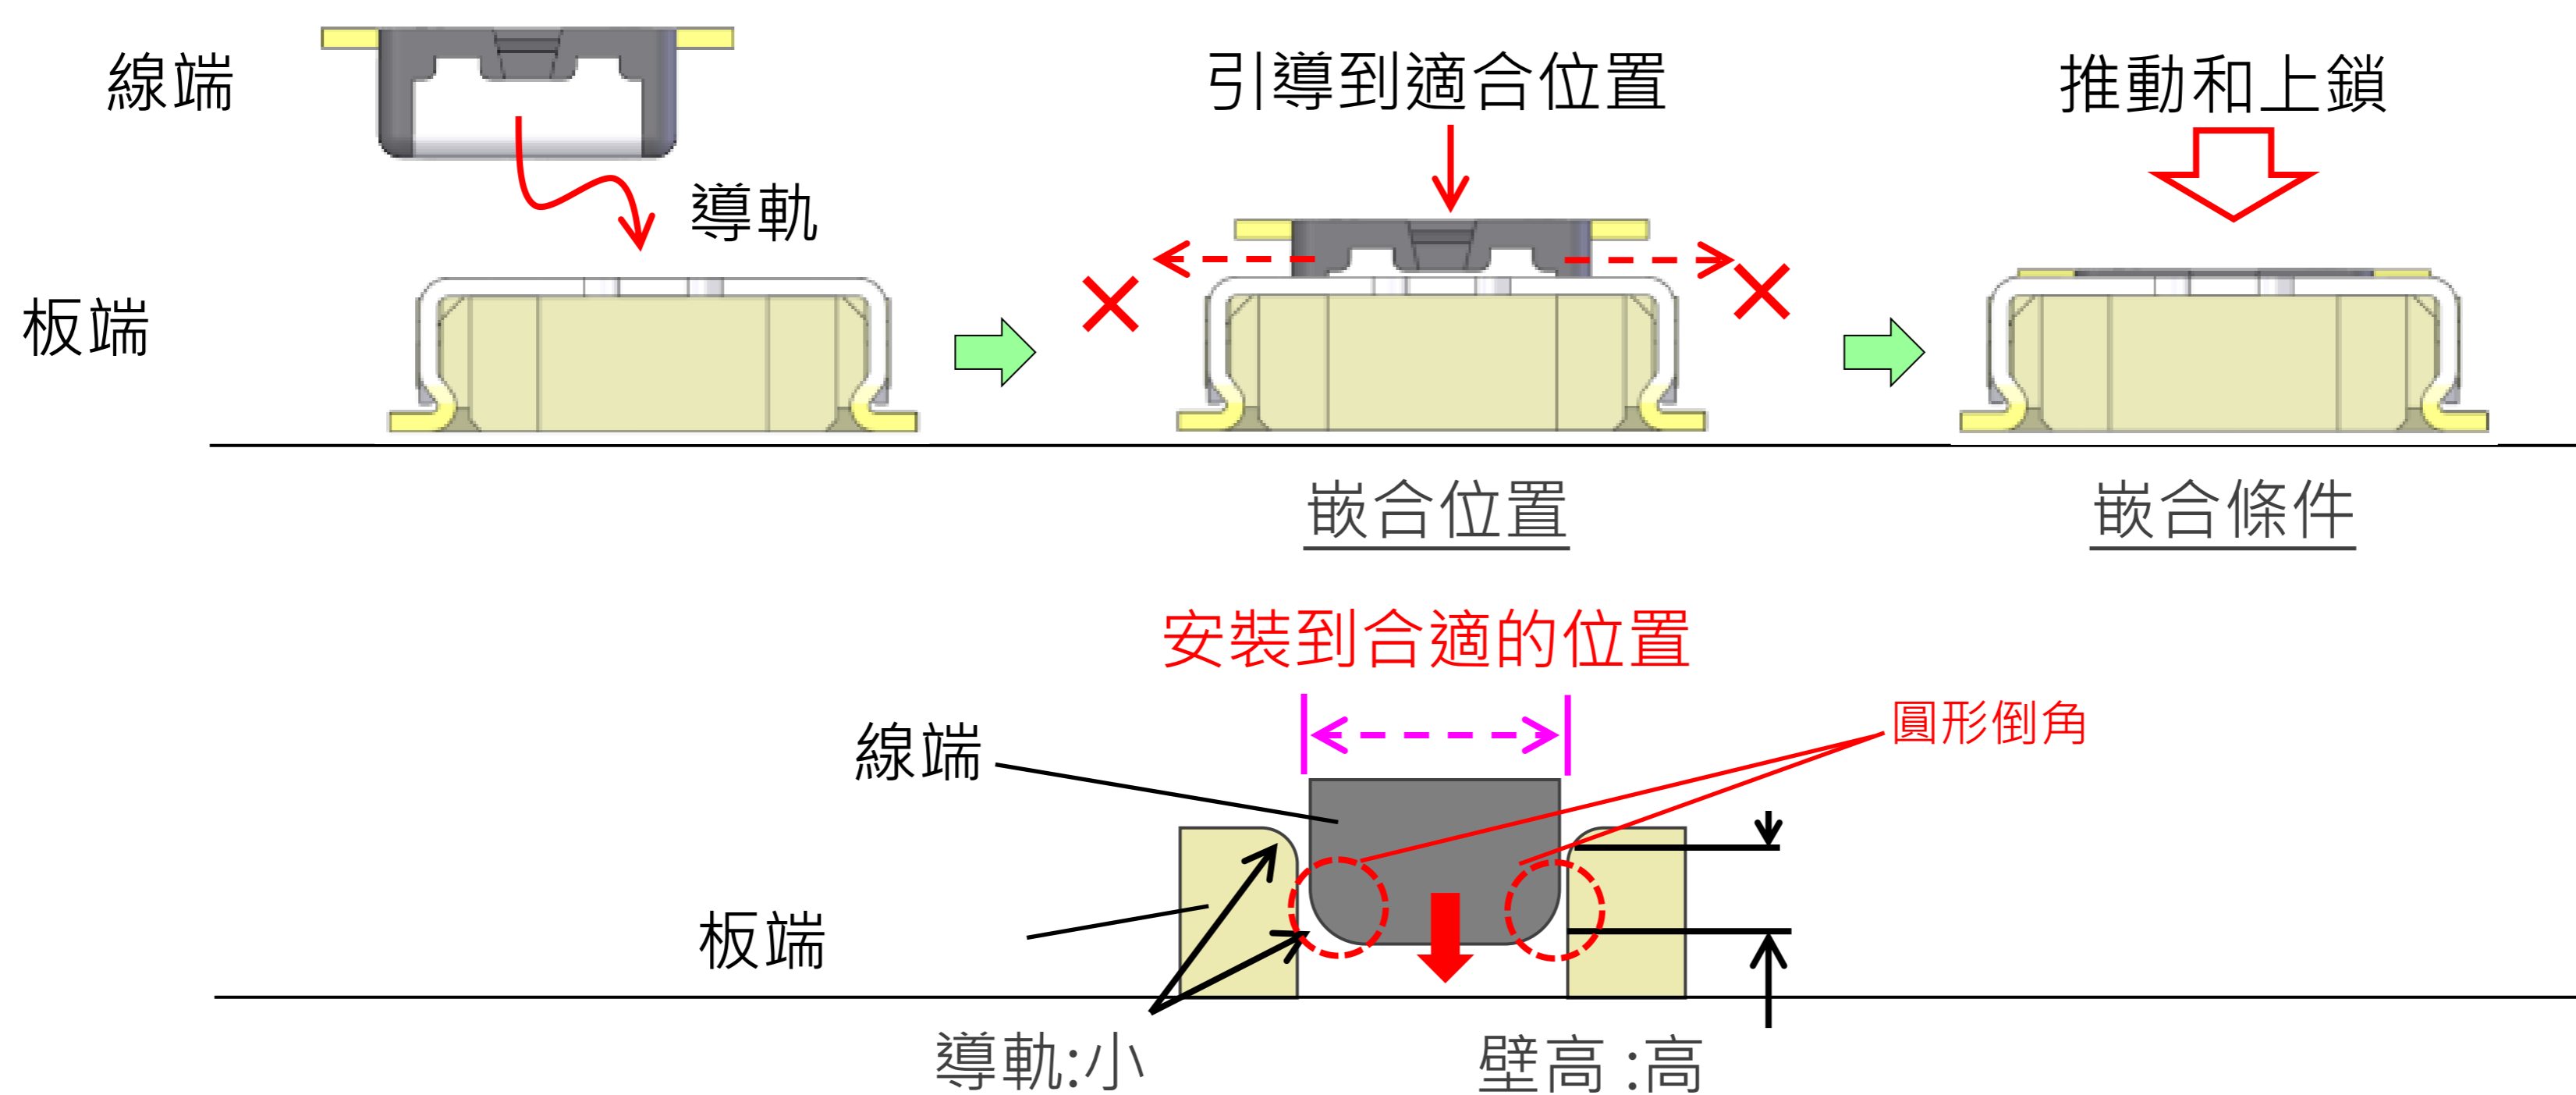 線端
引導到適合位置
推動和上鎖
導軌
板端
嵌合位置
嵌合條件
安裝到合適的位置
圓形倒角
線端
板端
導軌:小
壁高 :高